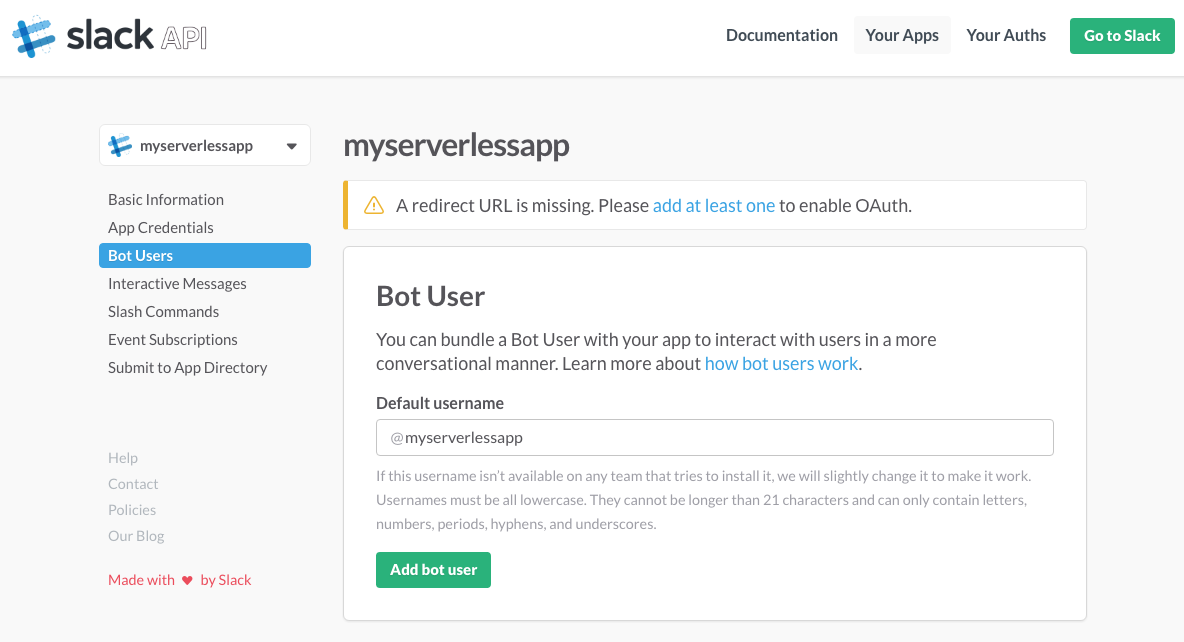 slack API
Documentation
Your Apps
Your Auths
Go to Slack
myserverlessapp
Basic Information
App Credentials
Bot Users
Interactive Messages
Slash Commands
Event Subscriptions
Submit to App Directory
Help
Contact
Policies
Our Blog
Made with ♥ by Slack
myserverlessapp
A redirect URL is missing. Please add at least one to enable OAuth.
Bot User
You can bundle a Bot User with your app to interact with users in a more
conversational manner. Learn more about how bot users work.
Default username
@myserverlessapp
If this username isn't available on any team that tries to install it, we will slightly change it to make it work.
Usernames must be all lowercase. They cannot be longer than 21 characters and can only contain letters,
numbers, periods, hyphens, and underscores.
Add bot user